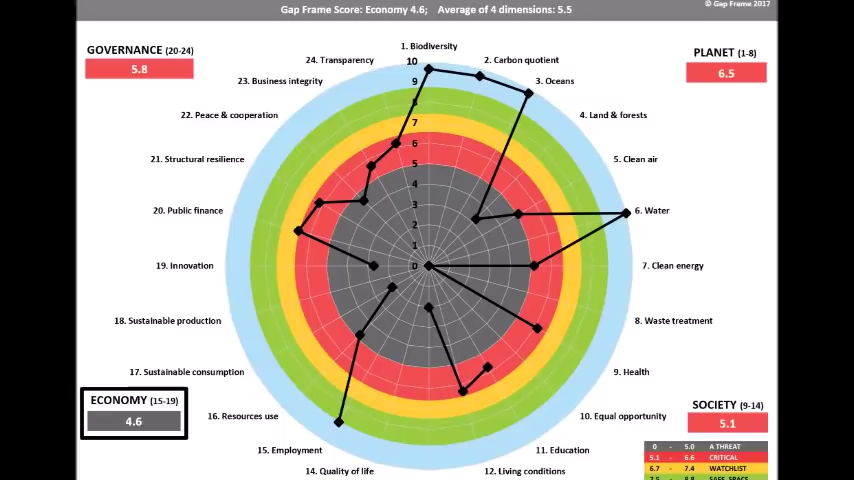 Gap Frame Score: Economy 4.6; Average of 4 dimensions: 5.5
© Gap Frame 2017
GOVERNANCE (20-24)
5.8
PLANET (1-8)
6.5
1. Biodiversity
2. Carbon quotient
3. Oceans
4. Land & forests
5. Clean air
6. Water
7. Clean energy
8. Waste treatment
9. Health
10. Equal opportunity
11. Education
12. Living conditions
14. Quality of life
15. Employment
16. Resources use
17. Sustainable consumption
18. Sustainable production
19. Innovation
20. Public finance
21. Structural resilience
22. Peace & cooperation
23. Business integrity
24. Transparency
10
9
8
7
6
5
4
3
2
1
0
ECONOMY (15-19)
4.6
SOCIETY (9-14)
5.1
0 - 5.0 A THREAT
5.1 - 6.6 CRITICAL
6.7 - 7.4 WATCHLIST
7.5 - 8.8 SAFE SPACE